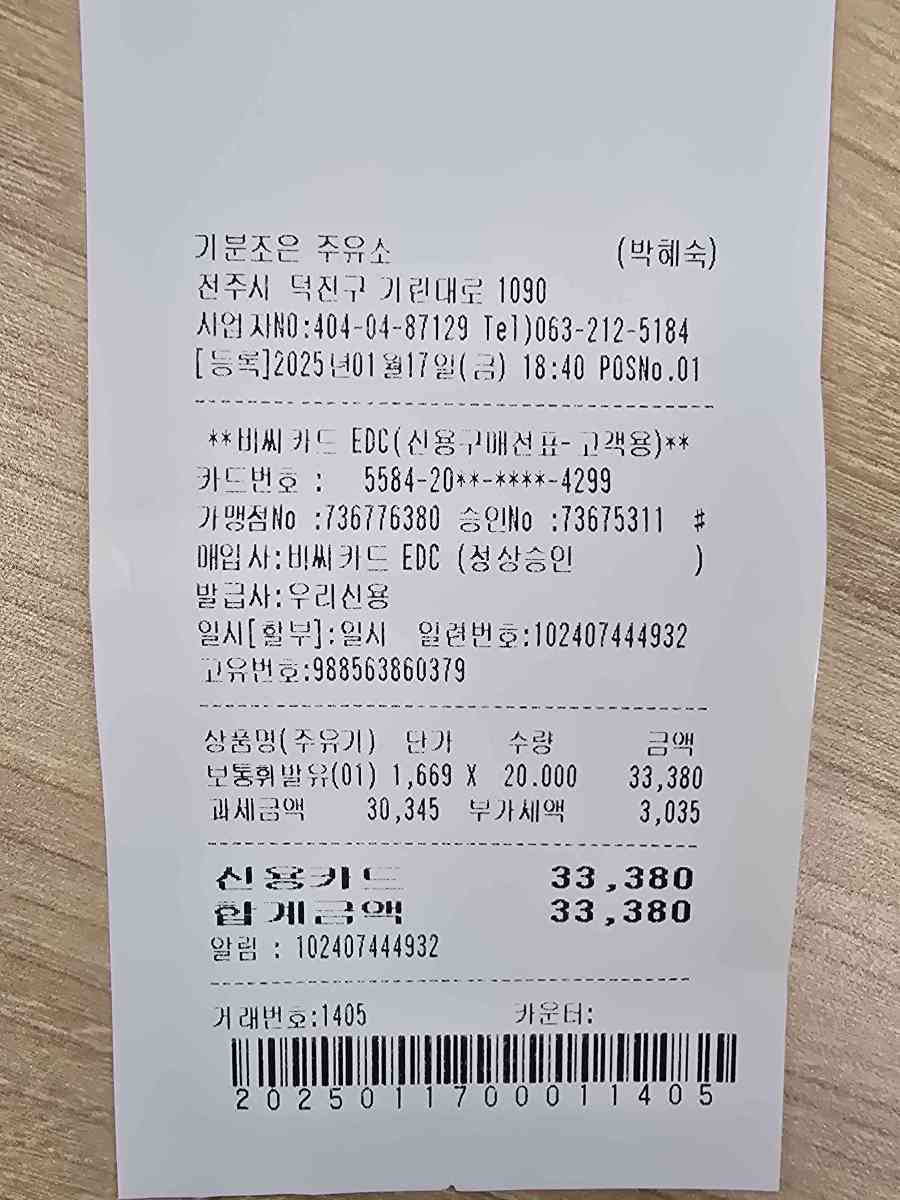 기분조은 주유소 (박혜숙)
전주시 덕진구 기린대로 1090
사업자NO:404-04-87129 Tel)063-212-5184
[등록]2025년01월17일(금) 18:40 POSNo.01
**비씨카드 EDC(신용구매전표-고객용)**
카드번호 : 5584-20**-****-4299
가맹점No :736776380 승인No :73675311 #
매입사:비씨카드 EDC (정상승인 )
발급사:우리신용
일시[할부]:일시 일련번호:102407444932
고유번호:988563860379
상품명(주유기) 단가 수량 금액
보통휘발유(01) 1,669 X 20.000 33,380
과세금액 30,345 부가세액 3,035
신용카드 33,380
합계금액 33,380
알림 : 102407444932
거래번호:1405 카운터:
2025011700011405